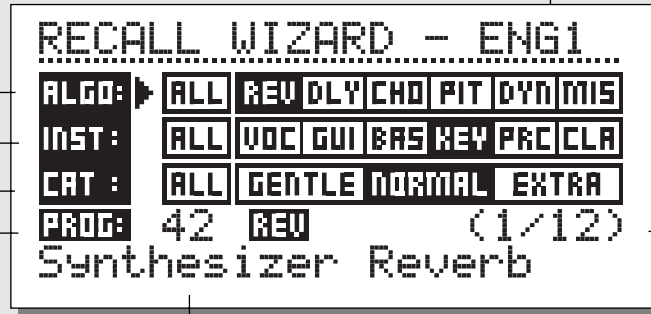 RECALL WIZARD - ENG1
ALGO: ALL REV DLY CHO PIT DYN MIS
INST: ALL VOC GUI BAS KEY PRC CLA
CAT : ALL GENTLE NORMAL EXTRA
PROG: 42 REV (1/12)
Synthesizer Reverb